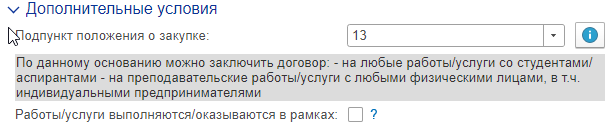 Дополнительные условия
Подпункт положения о закупке: 13
По данному основанию можно заключить договор: - на любые работы/услуги со студентами/
аспирантами - на преподавательские работы/услуги с любыми физическими лицами, в т.ч.
индивидуальными предпринимателями
Работы/услуги выполняются/оказываются в рамках: ?